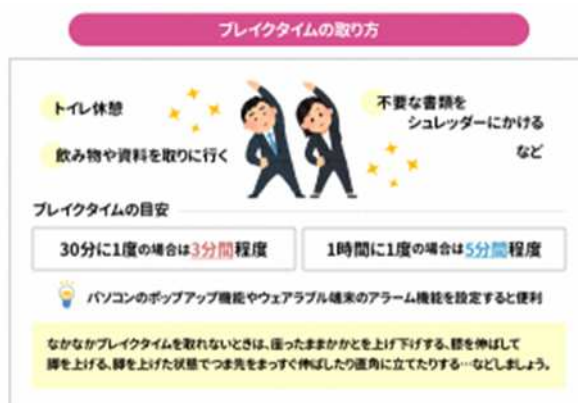 ブレイクタイムの取り方
トイレ休憩
飲み物や資料を取りに行く
不要な書類を
シュレッダーにかける
など
ブレイクタイムの目安
30分に1度の場合は3分間程度
1時間に1度の場合は5分間程度
パソコンのポップアップ機能やウェアラブル端末のアラーム機能を設定すると便利
なかなかブレイクタイムを取れないときは、座ったままかかとを上げ下げする、膝を伸ばして
脚を上げる、脚を上げた状態でつま先をまっすぐ伸ばしたり直角に立てたりする…などしましょう。